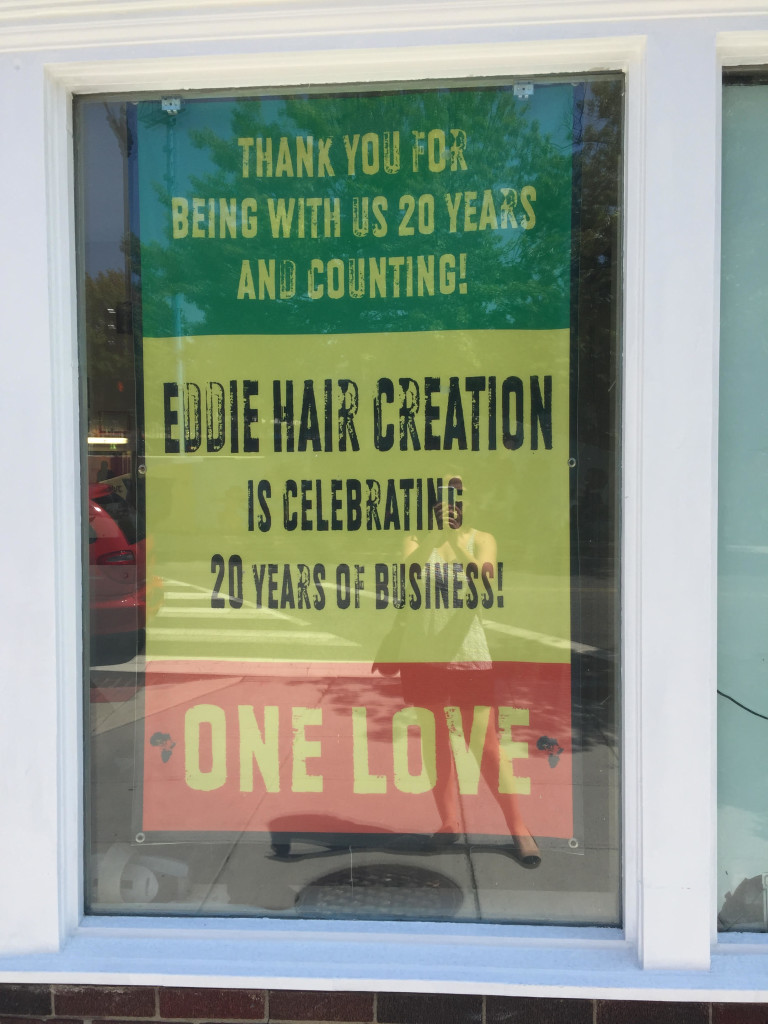 THANK YOU FOR
BEING WITH US 20 YEARS
AND COUNTING!
EDDIE HAIR CREATION
IS CELEBRATING
20 YEARS OF BUSINESS!
ONE LOVE